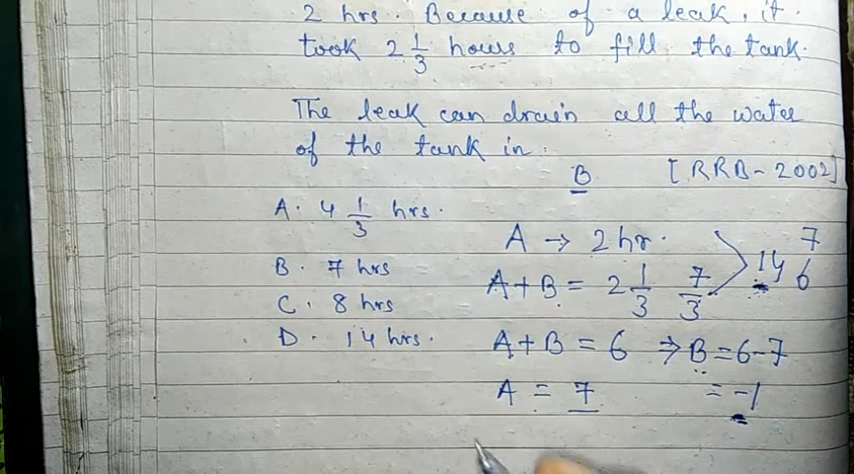 2 hrs. Because of a leak, it
took 2 1/3 hours to fill the tank.
The leak can drain all the water
of the tank in.
B [RRB-2002]
A. 4 1/3 hrs.
B. 7 hrs
C. 8 hrs
D. 14 hrs.
A → 2 hr.
A+B = 2 1/3 7/3
14 7
6
A+B = 6 ⇒ B = 6-7
A = 7 = -1